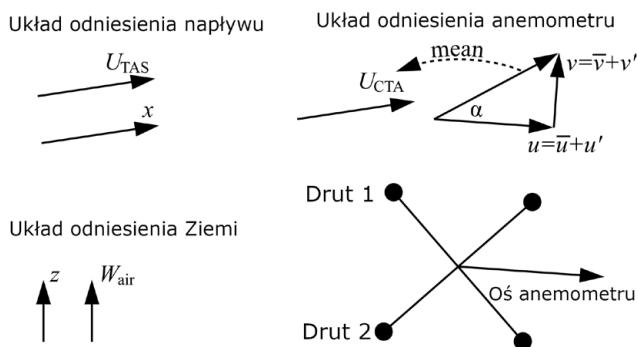 Układ odniesienia napływu
U_TAS
x
Układ odniesienia anemometru
mean
v=v̅+v′
U_CTA
α
u=u̅+u′
Układ odniesienia Ziemi
z
W_air
Drut 1
Oś anemometru
Drut 2